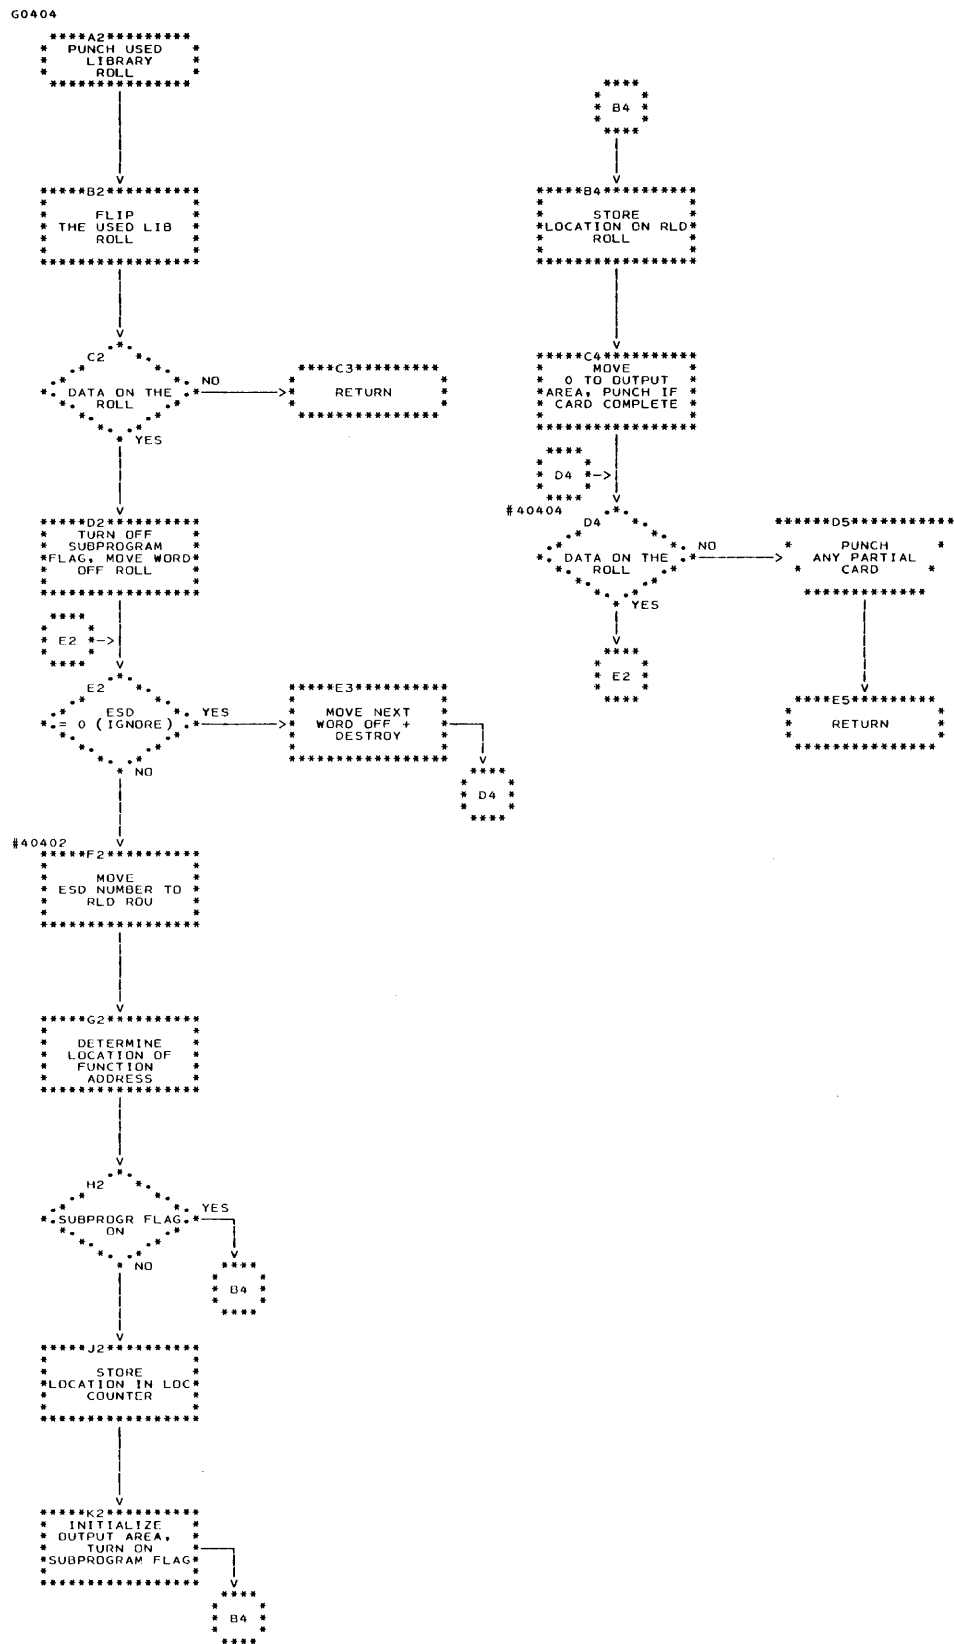 G0404
****A2*********
PUNCH USED
LIBRARY
ROLL
*****B2**********
FLIP
THE USED LIB
ROLL
C2
DATA ON THE
ROLL
NO
YES
****C3*********
RETURN
*****D2**********
TURN OFF
SUBPROGRAM
*FLAG, MOVE WORD*
OFF ROLL
E2
E2
ESD
= 0 (IGNORE)
YES
NO
*****E3**********
MOVE NEXT
WORD OFF +
DESTROY
D4
#40402
*****F2**********
MOVE
ESD NUMBER TO
RLD ROU
*****G2**********
DETERMINE
LOCATION OF
FUNCTION
ADDRESS
H2
SUBPROGR FLAG
ON
YES
NO
B4
*****J2**********
STORE
*LOCATION IN LOC*
COUNTER
*****K2**********
INITIALIZE
OUTPUT AREA,
TURN ON
*SUBPROGRAM FLAG*
B4
B4
*****B4**********
STORE
*LOCATION ON RLD*
ROLL
*****C4**********
MOVE
0 TO OUTPUT
*AREA, PUNCH IF
CARD COMPLETE
D4
#40404
D4
DATA ON THE
ROLL
NO
YES
E2
******D5***********
PUNCH
ANY PARTIAL
CARD
****E5*********
RETURN